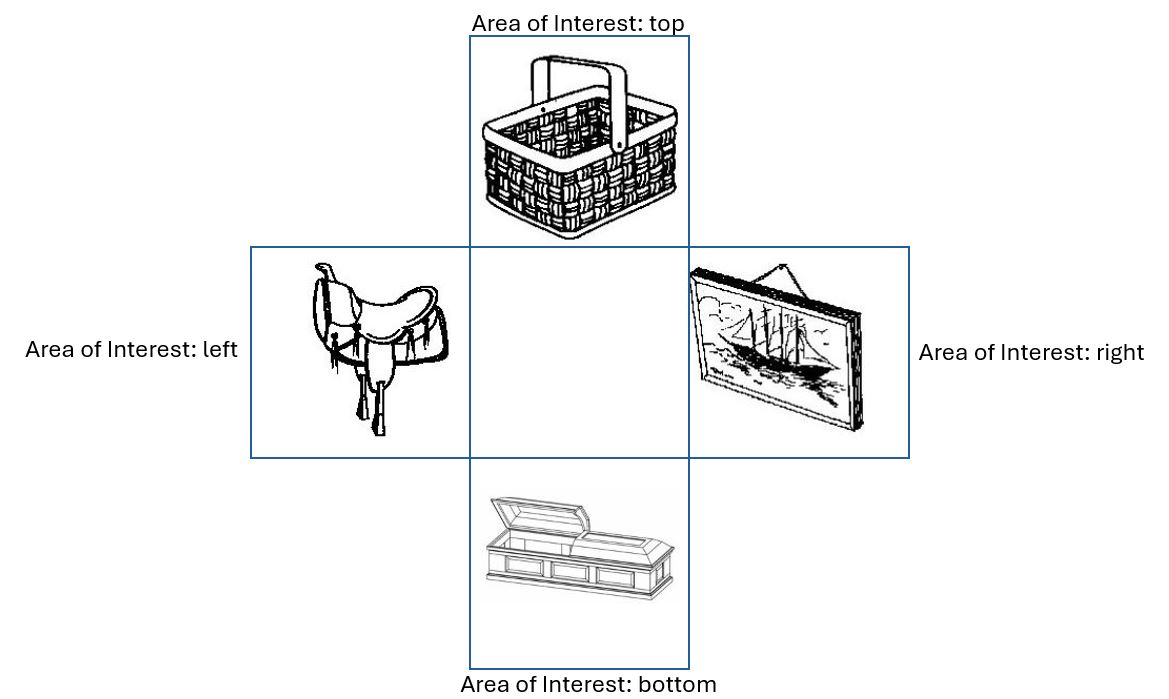 Area of Interest: top
Area of Interest: left
Area of Interest: right
Area of Interest: bottom